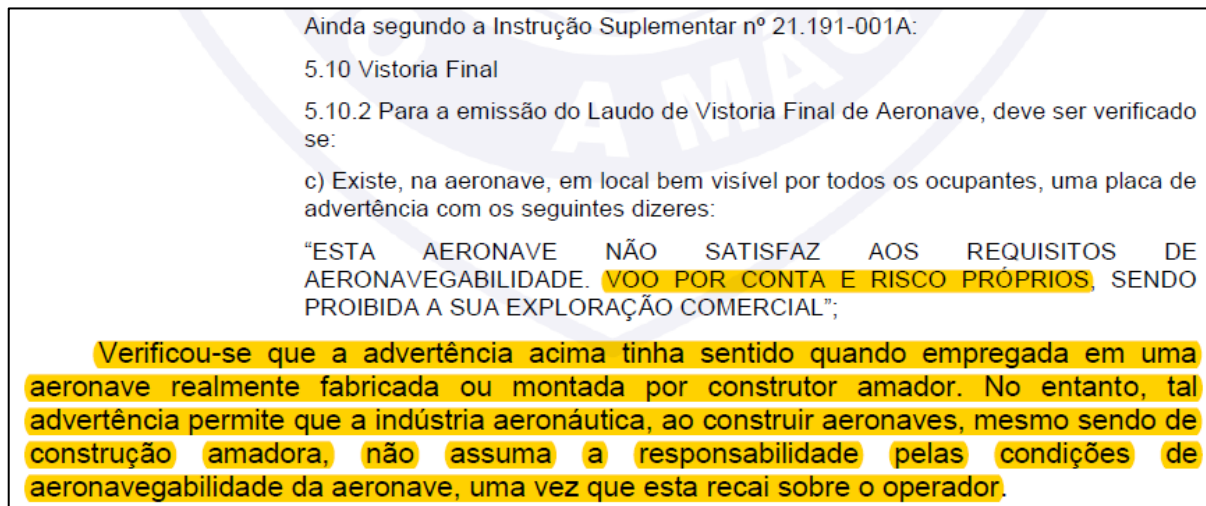 Ainda segundo a Instrução Suplementar nº 21.191-001A:
5.10 Vistoria Final
5.10.2 Para a emissão do Laudo de Vistoria Final de Aeronave, deve ser verificado
se:
c) Existe, na aeronave, em local bem visível por todos os ocupantes, uma placa de
advertência com os seguintes dizeres:
“ESTA AERONAVE NÃO SATISFAZ AOS REQUISITOS DE
AERONAVEGABILIDADE. VOO POR CONTA E RISCO PRÓPRIOS, SENDO
PROIBIDA A SUA EXPLORAÇÃO COMERCIAL”;
Verificou-se que a advertência acima tinha sentido quando empregada em uma
aeronave realmente fabricada ou montada por construtor amador. No entanto, tal
advertência permite que a indústria aeronáutica, ao construir aeronaves, mesmo sendo de
construção amadora, não assuma a responsabilidade pelas condições de
aeronavegabilidade da aeronave, uma vez que esta recai sobre o operador.